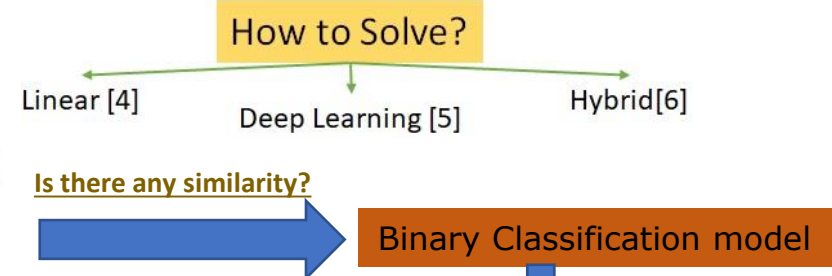 How to Solve?
Linear [4]
Deep Learning [5]
Hybrid[6]
Is there any similarity?
Binary Classification model